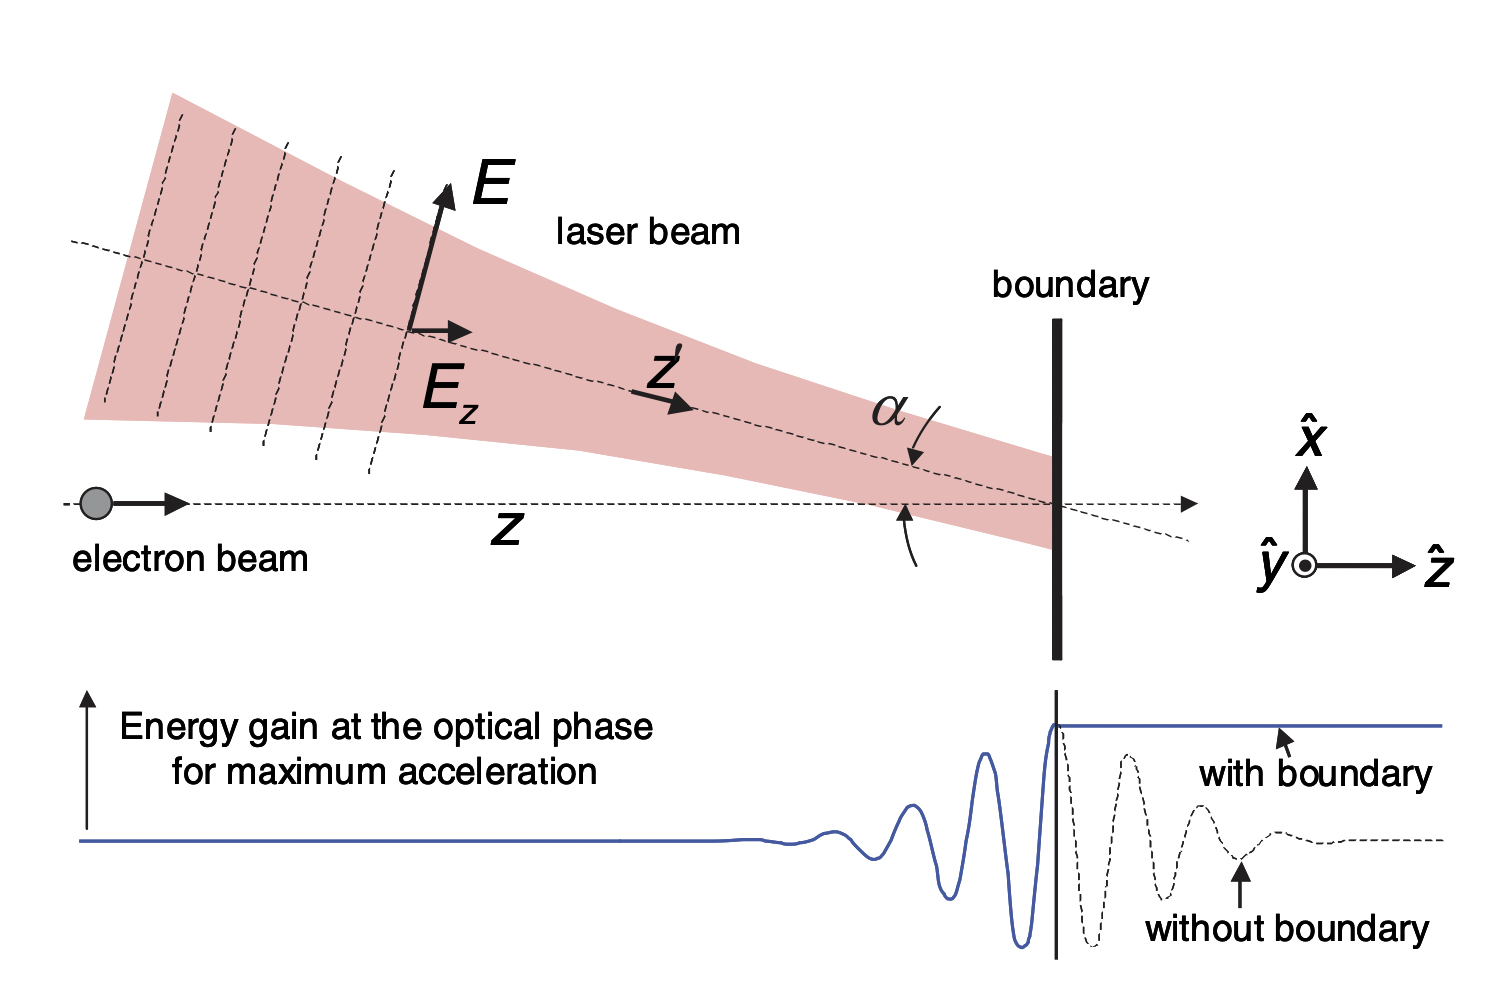 E
laser beam
boundary
E_z
z′
α
x̂
z
ŷ
ẑ
electron beam
Energy gain at the optical phase
for maximum acceleration
with boundary
without boundary